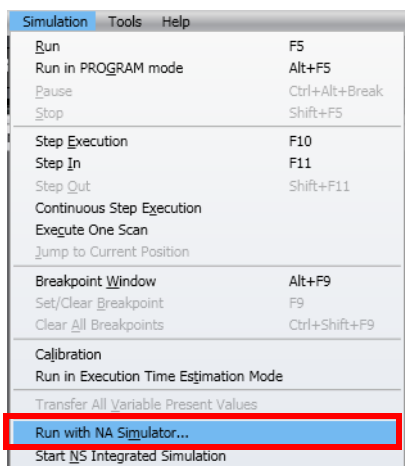 Simulation Tools Help
Run F5
Run in PROGRAM mode Alt+F5
Pause Ctrl+Alt+Break
Stop Shift+F5
Step Execution F10
Step In F11
Step Out Shift+F11
Continuous Step Execution
Execute One Scan
Jump to Current Position
Breakpoint Window Alt+F9
Set/Clear Breakpoint F9
Clear All Breakpoints Ctrl+Shift+F9
Calibration
Run in Execution Time Estimation Mode
Transfer All Variable Present Values
Run with NA Simulator...
Start NS Integrated Simulation